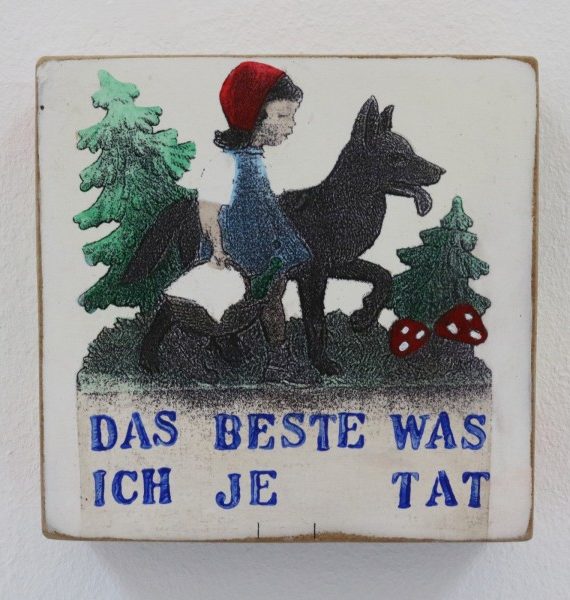 DAS BESTE WAS
ICH JE TAT